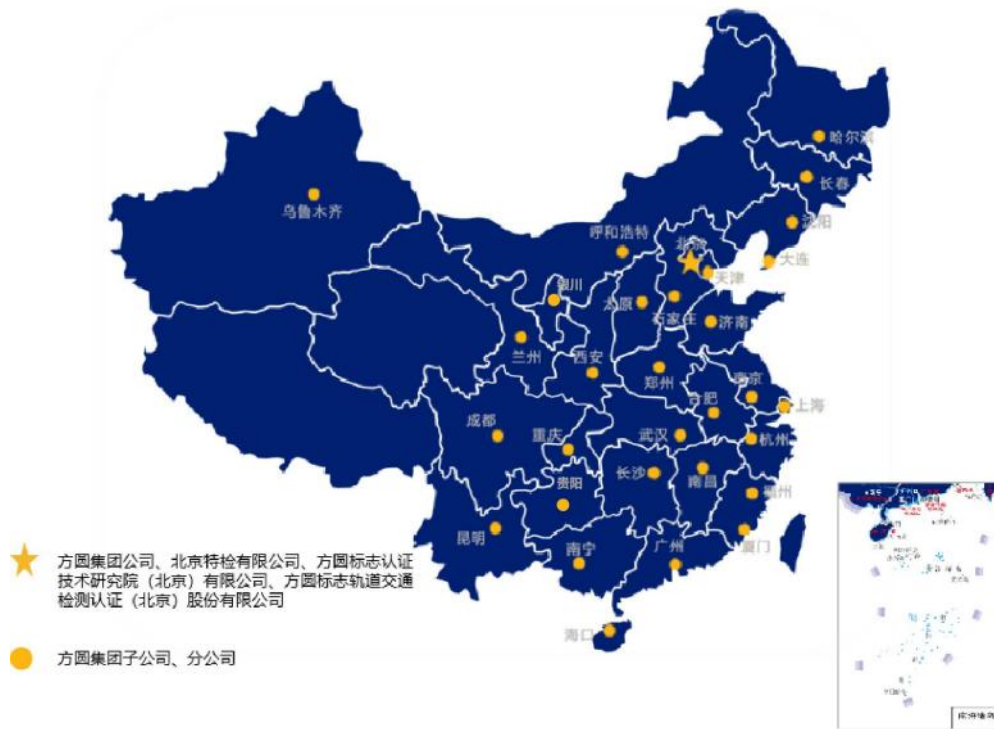 哈尔滨
长春
沈阳
乌鲁木齐
呼和浩特
北京
大连
天津
银川
太原
石家庄
济南
兰州
西安
郑州
南京
合肥
上海
成都
重庆
武汉
杭州
长沙
南昌
贵阳
福州
昆明
南宁
广州
厦门
海口
方圆集团公司、北京特检有限公司、方圆标志认证
技术研究院（北京）有限公司、方圆标志轨道交通
检测认证（北京）股份有限公司
方圆集团子公司、分公司